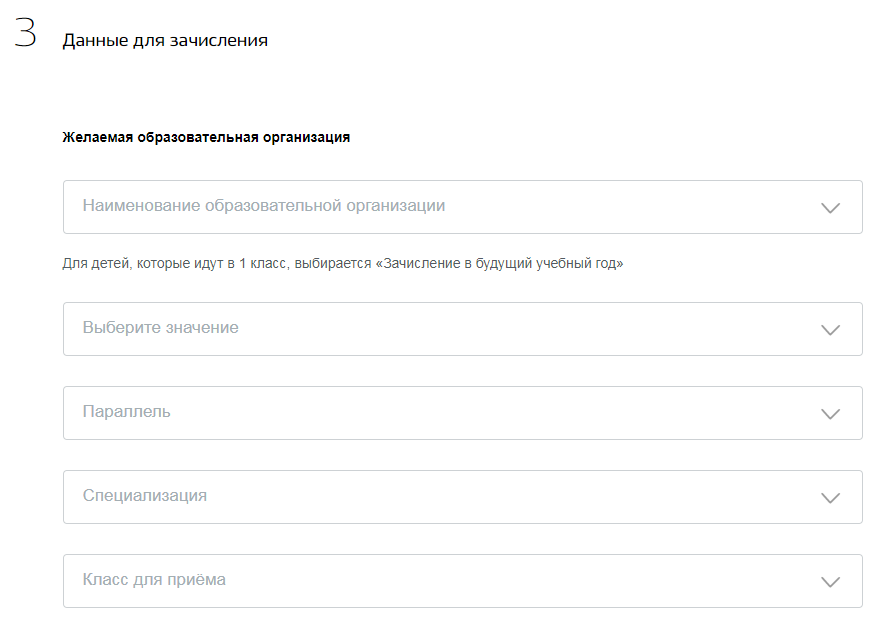 3
Данные для зачисления
Желаемая образовательная организация
Наименование образовательной организации
Для детей, которые идут в 1 класс, выбирается «Зачисление в будущий учебный год»
Выберите значение
Параллель
Специализация
Класс для приёма